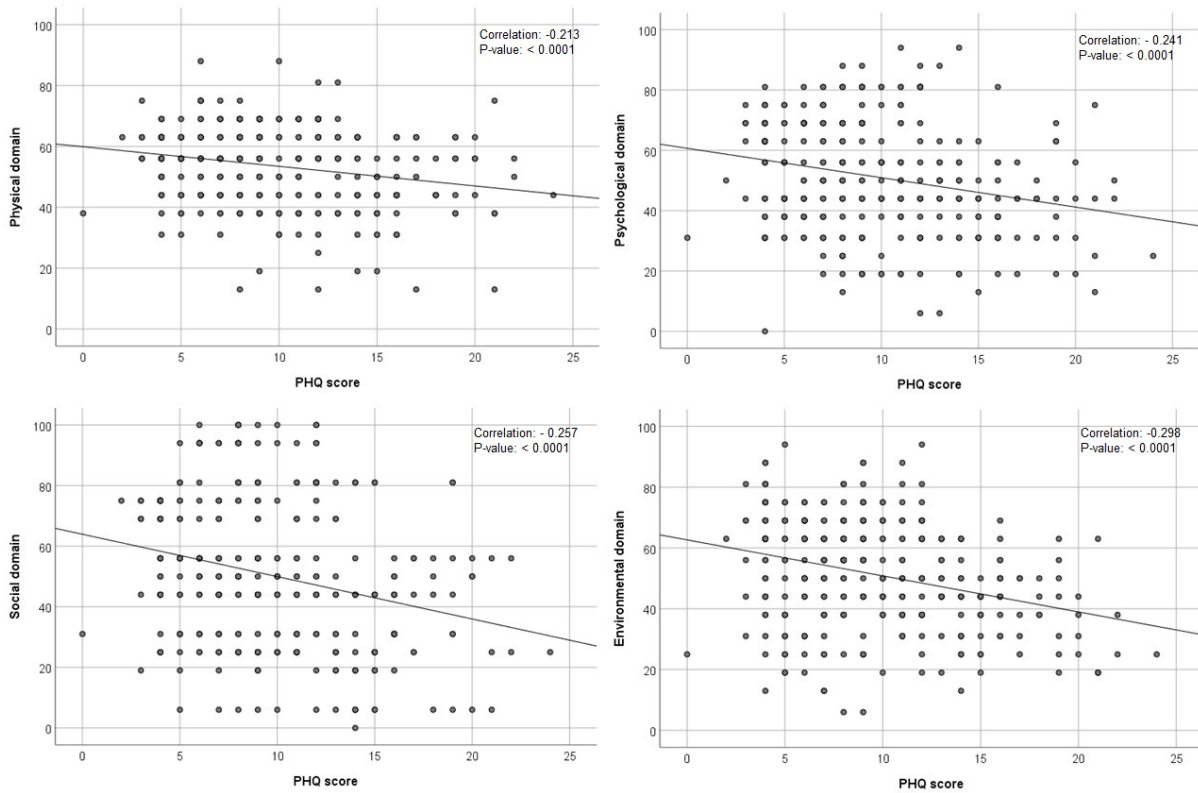 100
80
60
40
20
0
Physical domain
Correlation: -0.213
P-value: < 0.0001
0 5 10 15 20 25
PHQ score
100
80
60
40
20
0
Psychological domain
Correlation: - 0.241
P-value: < 0.0001
0 5 10 15 20 25
PHQ score
100
80
60
40
20
0
Social domain
Correlation: - 0.257
P-value: < 0.0001
0 5 10 15 20 25
PHQ score
100
80
60
40
20
0
Environmental domain
Correlation: -0.298
P-value: < 0.0001
0 5 10 15 20 25
PHQ score